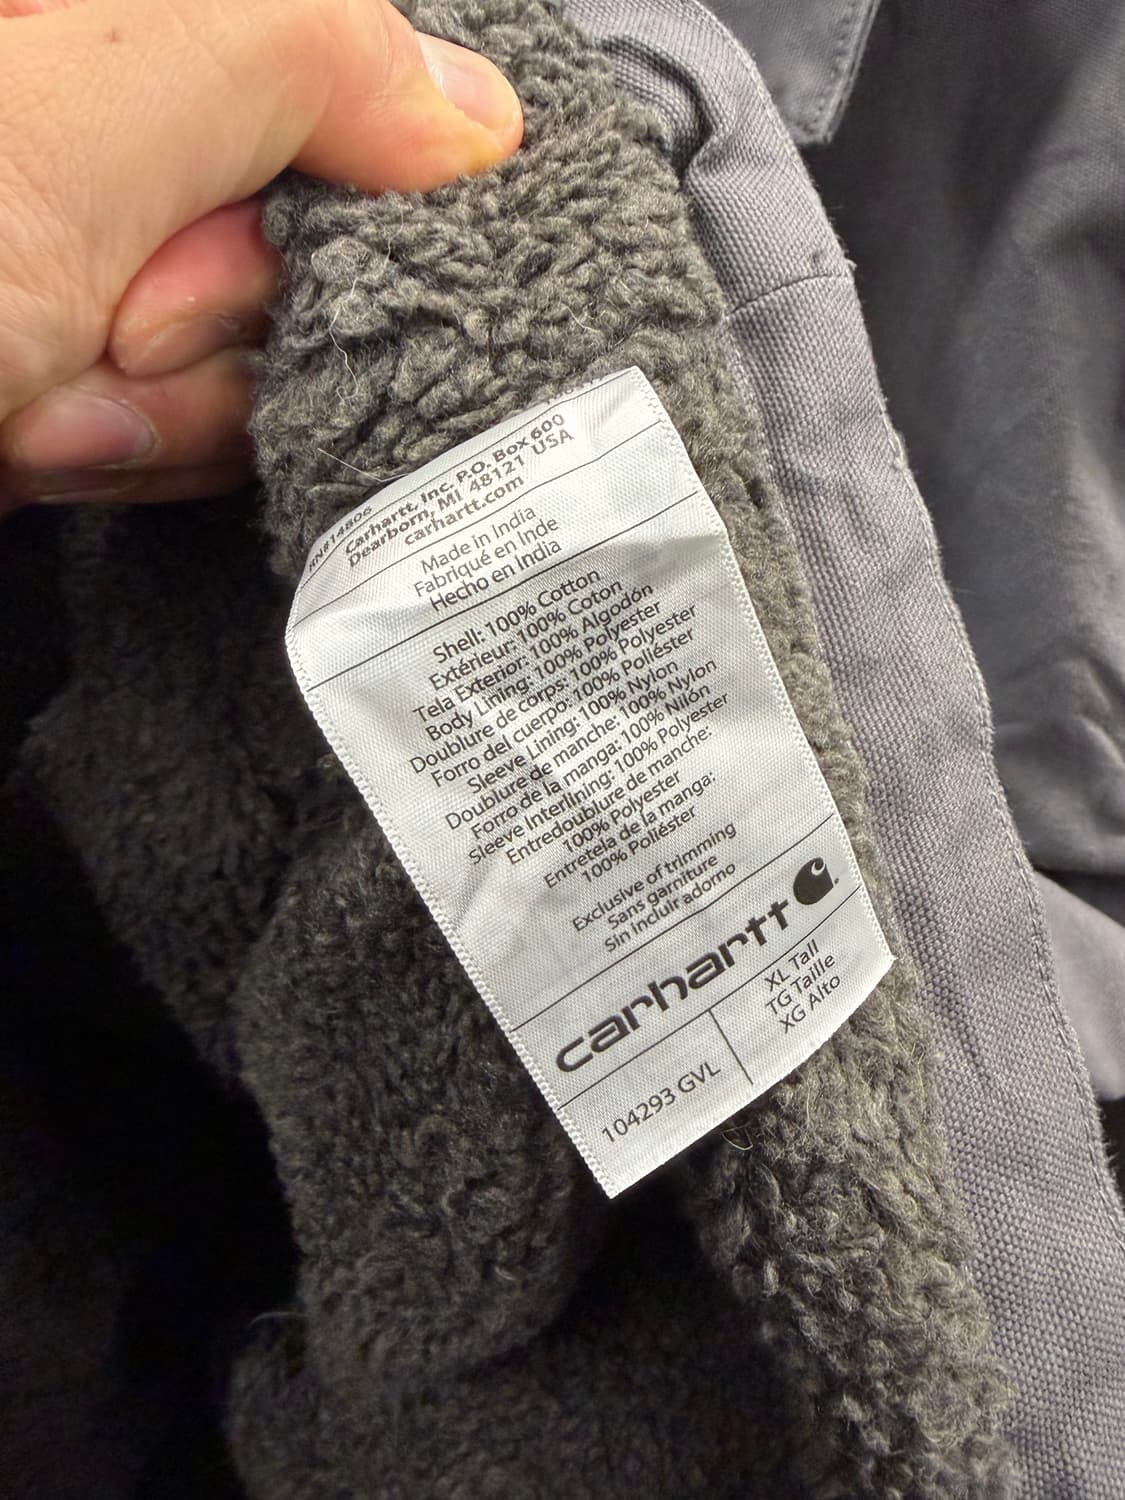 RN#14806
Carhartt, Inc. P.O. Box 600
Dearborn, MI 48121 USA
carhartt.com
Made in India
Fabriqué en Inde
Hecho en India
Shell: 100% Cotton
Extérieur: 100% Coton
Tela Exterior: 100% Algodón
Body Lining: 100% Polyester
Doublure de corps: 100% Polyester
Forro del cuerpo: 100% Poliéster
Sleeve Lining: 100% Nylon
Doublure de manche: 100% Nylon
Forro de la manga: 100% Nilón
Sleeve Interlining: 100% Polyester
Entredoublure de manche:
100% Polyester
Entretela de la manga:
100% Poliéster
Exclusive of trimming
Sans garniture
Sin incluir adorno
carhartt
104293 GVL
XL Tall
TG Taille
XG Alto